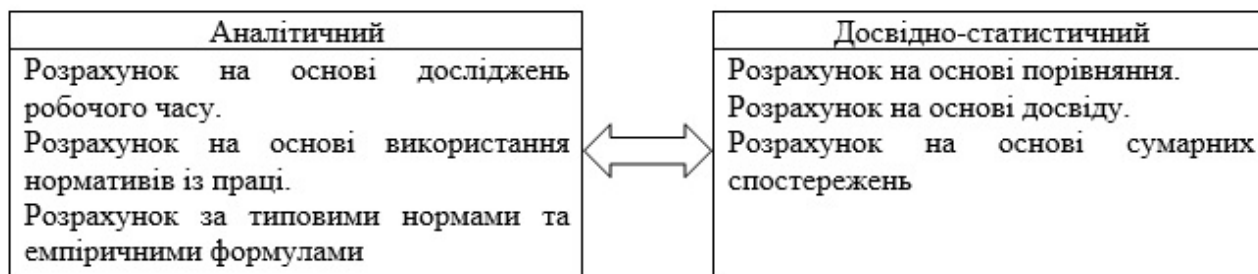 Аналітичний
Розрахунок на основі досліджень
робочого часу.
Розрахунок на основі використання
нормативів із праці.
Розрахунок за типовими нормами та
емпіричними формулами
Досвідно-статистичний
Розрахунок на основі порівняння.
Розрахунок на основі досвіду.
Розрахунок на основі сумарних
спостережень